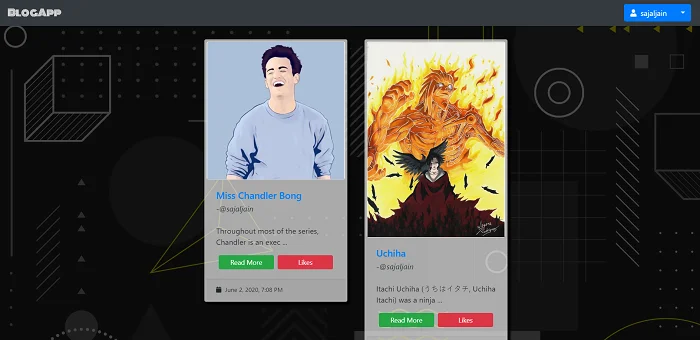 BlogApp
sajaljain
Miss Chandler Bong
-@sajaljain
Throughout most of the series,
Chandler is an exec ...
Read More
Likes
June 2, 2020, 7:08 PM
Uchiha
-@sajaljain
Itachi Uchiha (うちはイタチ, Uchiha
Itachi) was a ninja ...
Read More
Likes